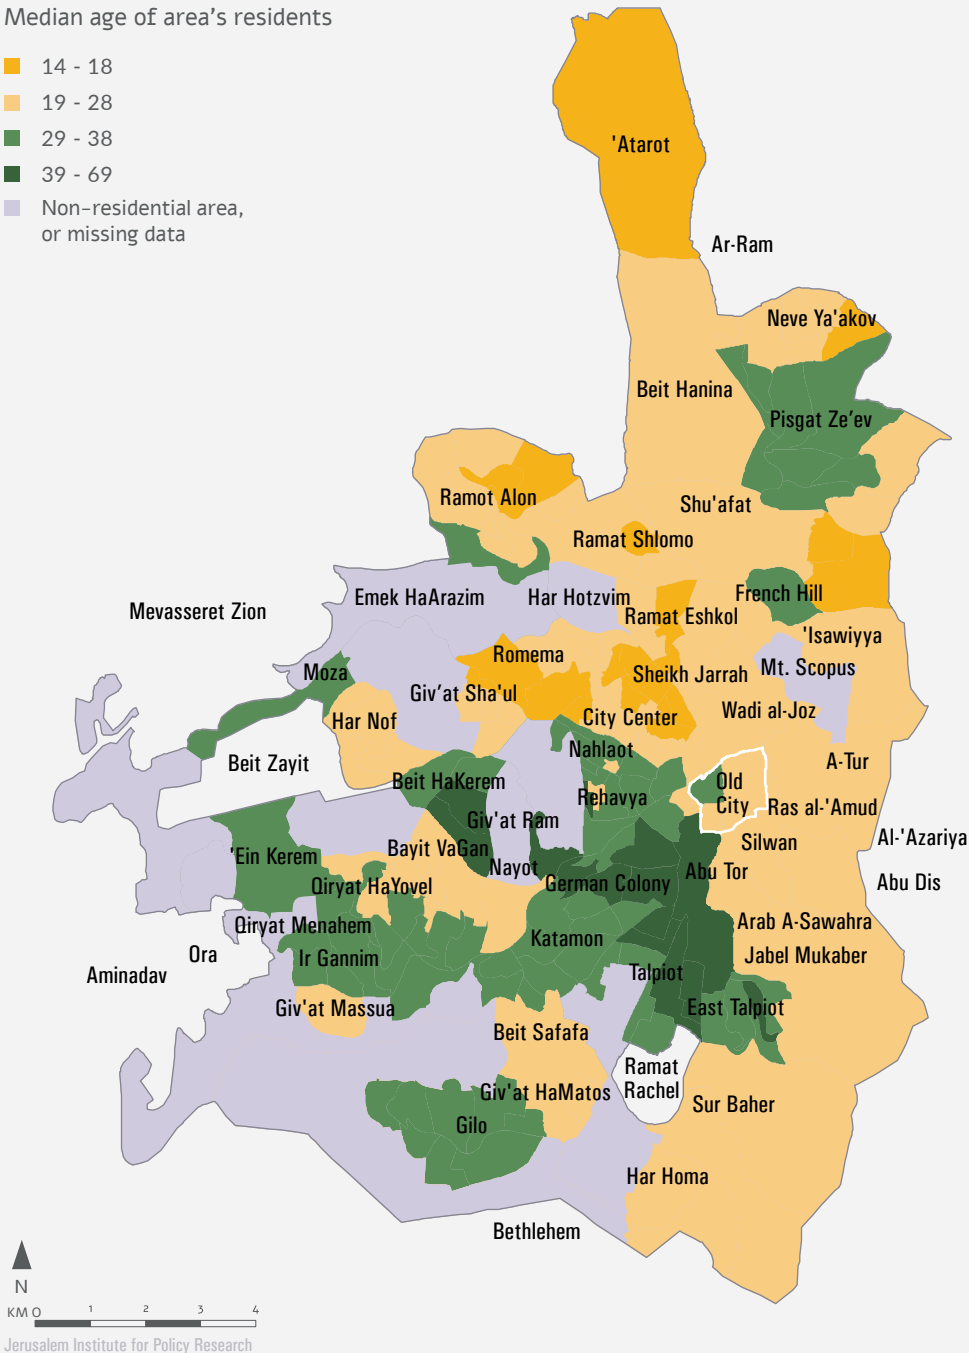 Median age of area’s residents
14 - 18
19 - 28
29 - 38
39 - 69
Non-residential area,
or missing data
'Atarot
Ar-Ram
Neve Ya'akov
Beit Hanina
Pisgat Ze’ev
Ramot Alon
Shu'afat
Ramat Shlomo
Emek HaArazim
Har Hotzvim
French Hill
Mevasseret Zion
Ramat Eshkol
'Isawiyya
Romema
Moza
Sheikh Jarrah
Mt. Scopus
Giv’at Sha'ul
Har Nof
City Center
Wadi al-Joz
Nahlaot
Beit Zayit
A-Tur
Beit HaKerem
Old
City
Rehavya
Ras al-'Amud
Giv'at Ram
Al-'Azariya
Silwan
Bayit VaGan
'Ein Kerem
Nayot
Abu Tor
Qiryat HaYovel
German Colony
Abu Dis
Qiryat Menahem
Arab A-Sawahra
Katamon
Ora
Ir Gannim
Jabel Mukaber
Aminadav
Talpiot
Giv'at Massua
East Talpiot
Beit Safafa
Ramat
Rachel
Giv'at HaMatos
Sur Baher
Gilo
Har Homa
Bethlehem
N
KM 0 1 2 3 4
Jerusalem Institute for Policy Research